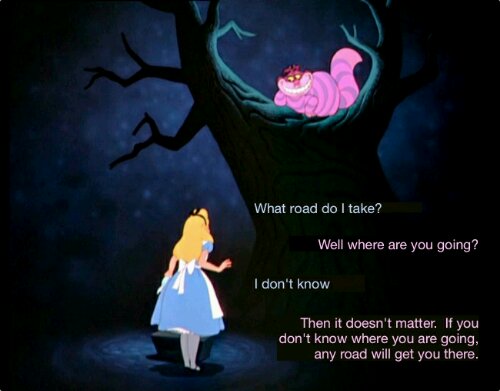 What road do I take?
Well where are you going?
I don't know
Then it doesn't matter.  If you
don't know where you are going,
any road will get you there.